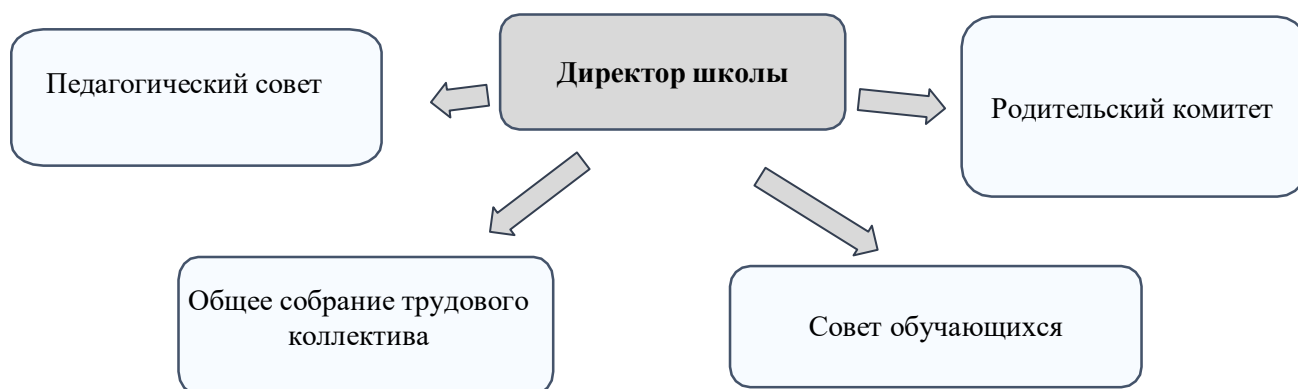 Директор школы
Педагогический совет
Родительский комитет
Общее собрание трудового
коллектива
Совет обучающихся